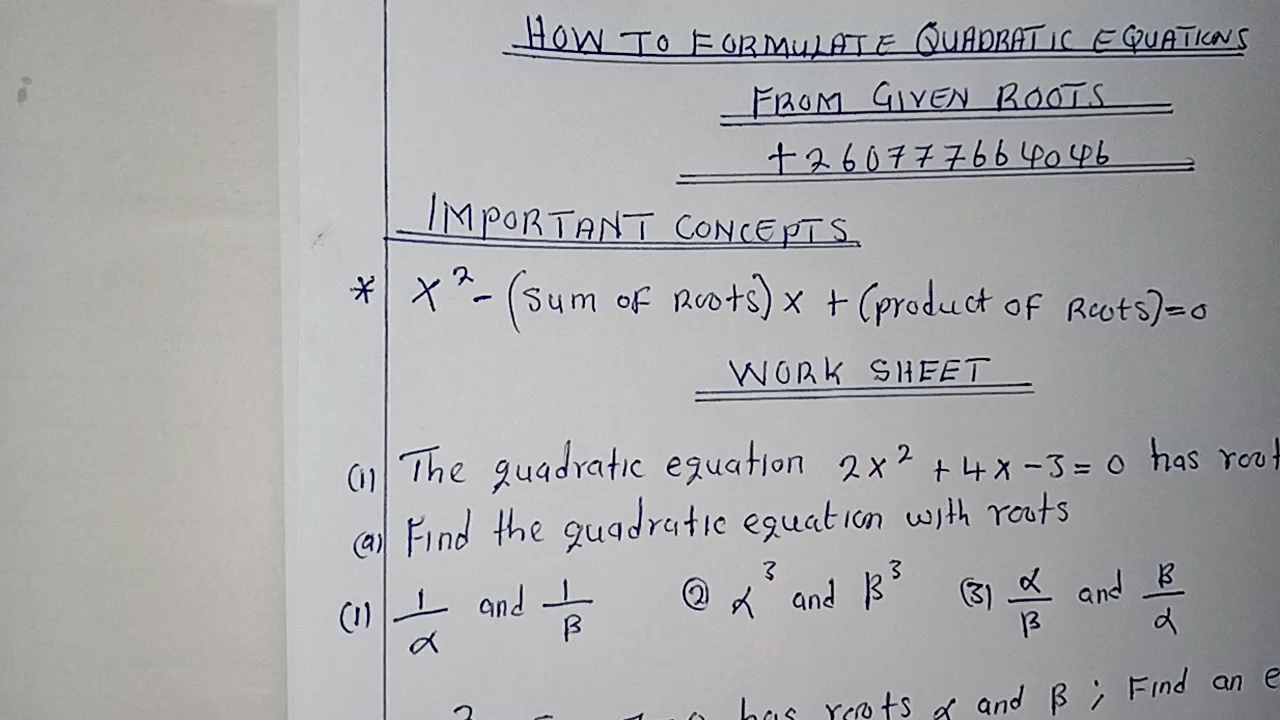 HOW TO FORMULATE QUADRATIC EQUATIONS
FROM GIVEN ROOTS
+260777664046
IMPORTANT CONCEPTS
* x² - (sum of Roots)x + (product of Roots)=0
WORK SHEET
(1) The quadratic equation 2x² + 4x - 3 = 0 has root
(a) Find the quadratic equation with roots
(1) 1/α and 1/β (2) α³ and β³ (3) α/β and β/α
has roots α and β ; Find an e